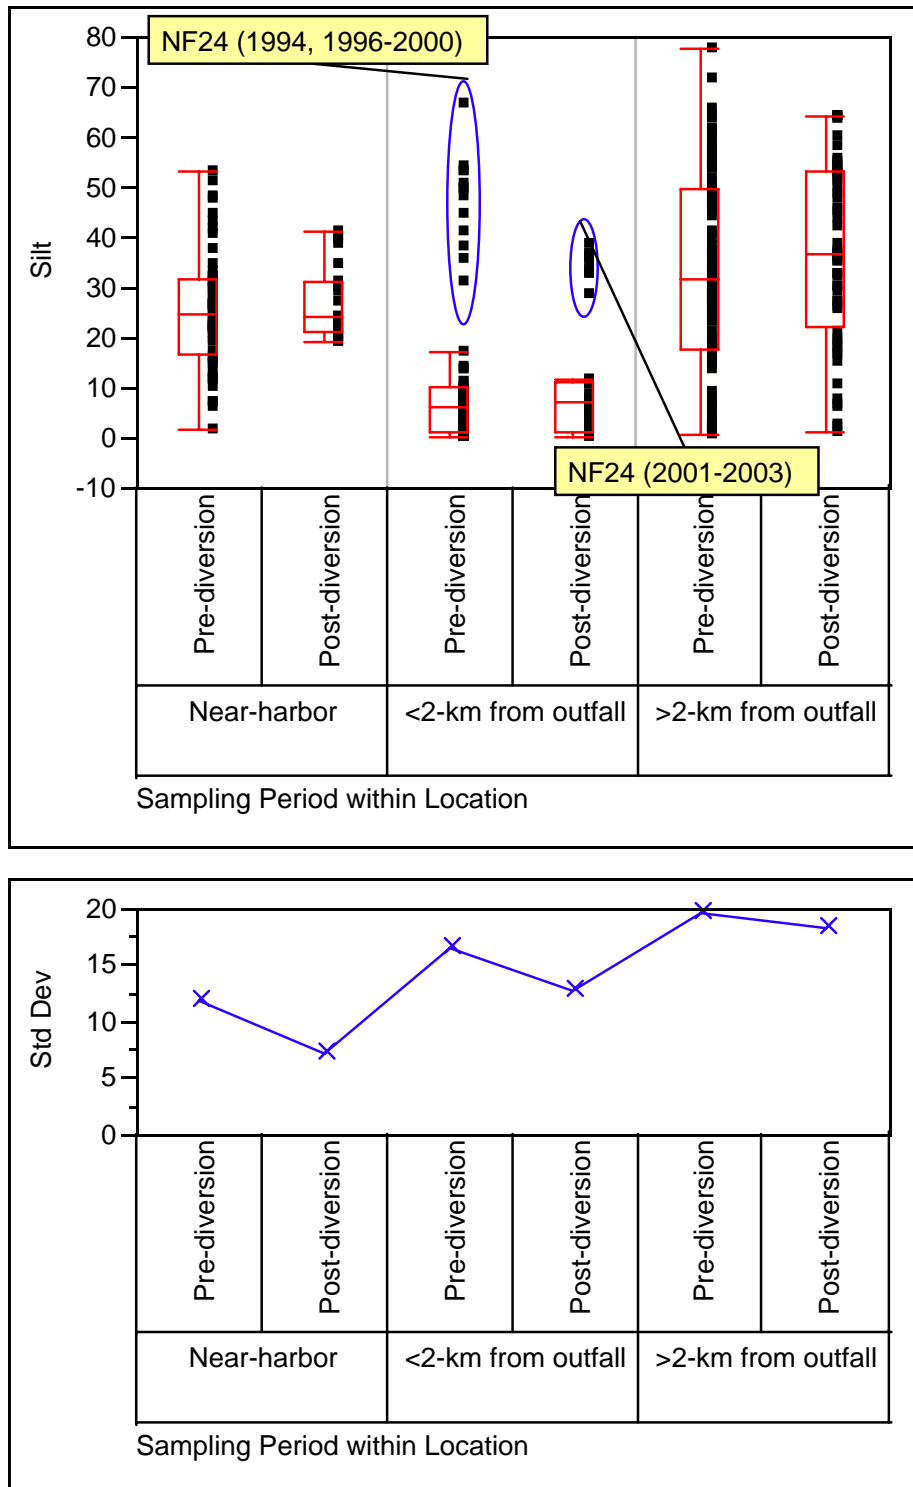 80
NF24 (1994, 1996-2000)
70
60
50
40
30
20
10
0
-10
Silt
NF24 (2001-2003)
Pre-diversion
Post-diversion
Pre-diversion
Post-diversion
Pre-diversion
Post-diversion
Near-harbor
<2-km from outfall
>2-km from outfall
Sampling Period within Location
20
15
10
5
0
Std Dev
Pre-diversion
Post-diversion
Pre-diversion
Post-diversion
Pre-diversion
Post-diversion
Near-harbor
<2-km from outfall
>2-km from outfall
Sampling Period within Location